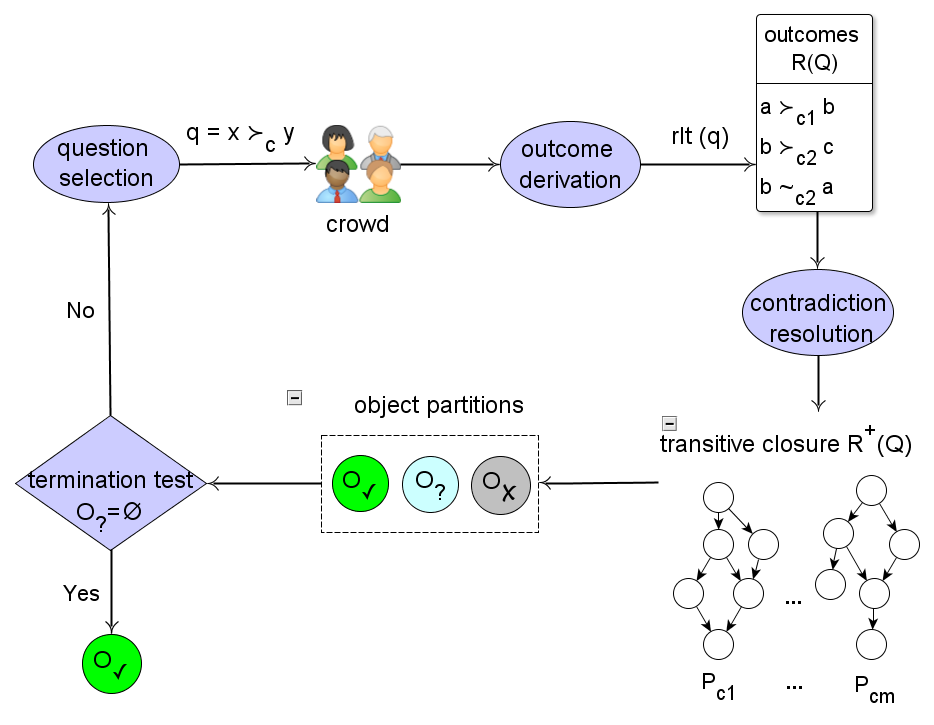 question
selection
q = x ≻c y
crowd
outcome
derivation
rlt (q)
outcomes
R(Q)
a ≻c1 b
b ≻c2 c
b ~c2 a
contradiction
resolution
transitive closure R+(Q)
Pc1
...
...
Pcm
object partitions
O✓
O?
O✗
termination test
O?=∅
No
Yes
O✓